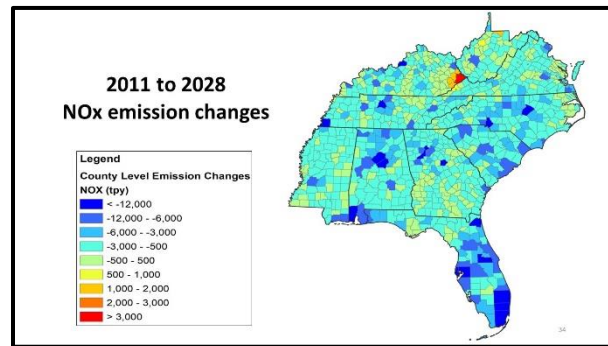 2011 to 2028
NOx emission changes
Legend
County Level Emission Changes
NOX (tpy)
< -12,000
-12,000 - -6,000
-6,000 - -3,000
-3,000 - -500
-500 - 500
500 - 1,000
1,000 - 2,000
2,000 - 3,000
> 3,000
34